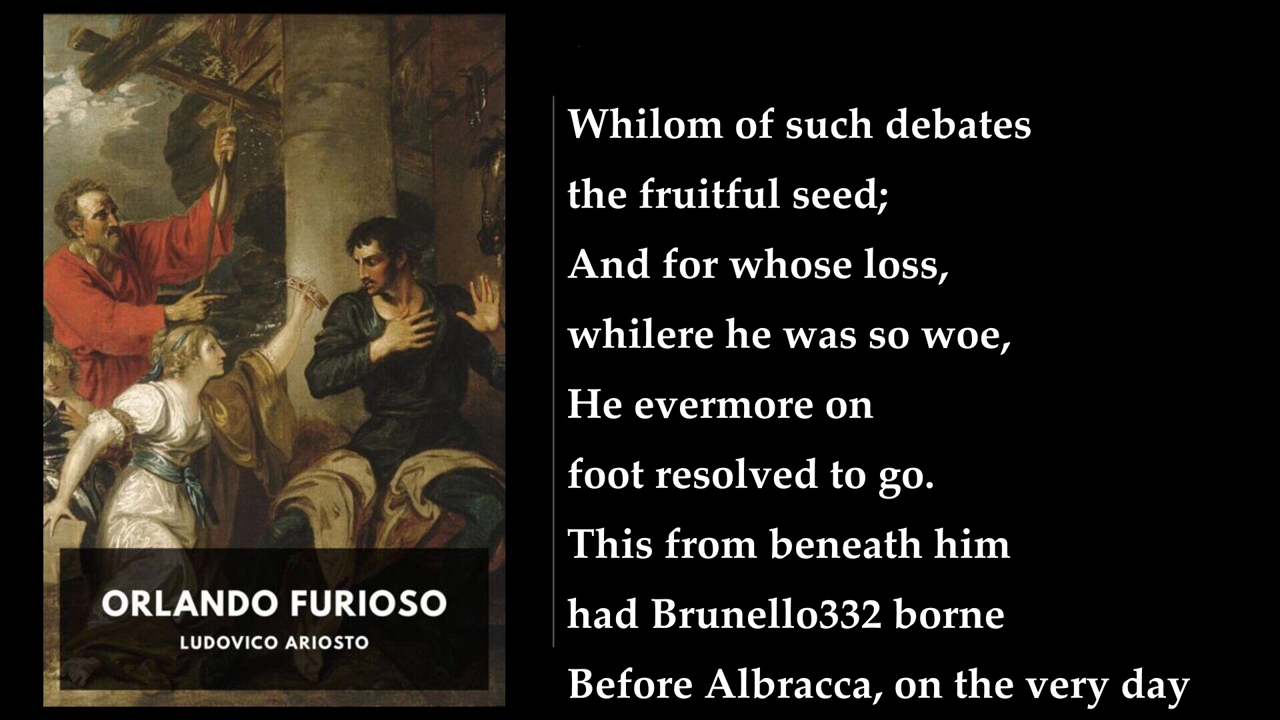 ORLANDO FURIOSO
LUDOVICO ARIOSTO
Whilom of such debates
the fruitful seed;
And for whose loss,
whilere he was so woe,
He evermore on
foot resolved to go.
This from beneath him
had Brunello332 borne
Before Albracca, on the very day